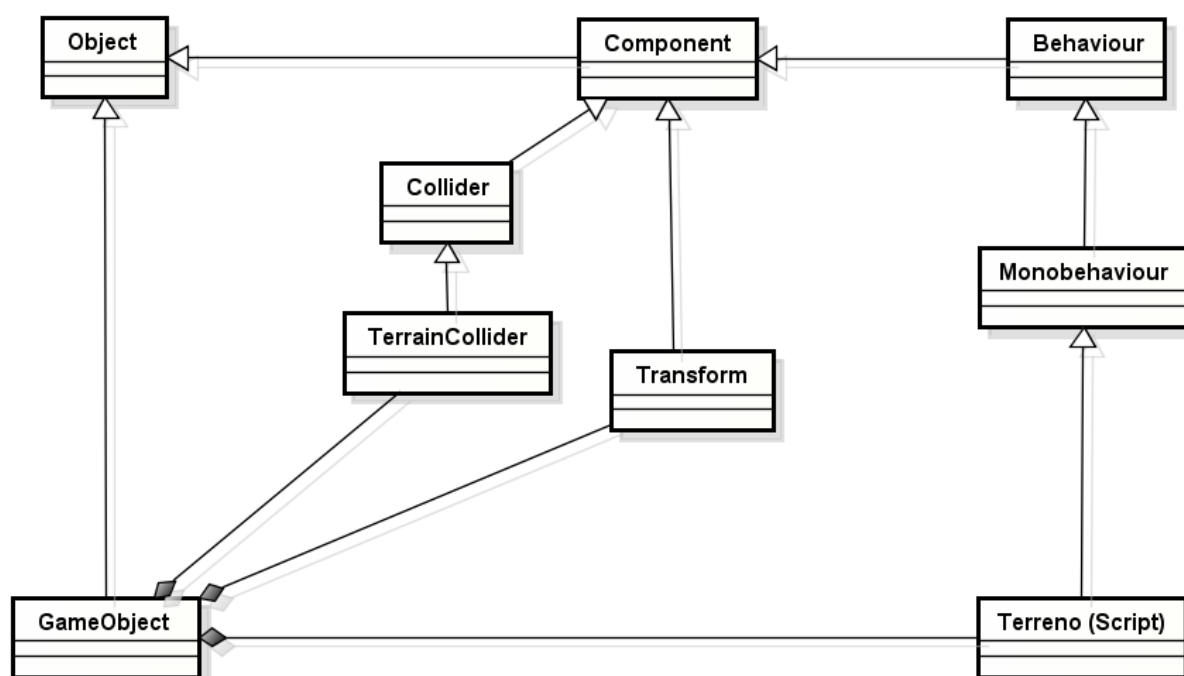 Object
Component
Behaviour
Collider
Monobehaviour
TerrainCollider
Transform
GameObject
Terreno (Script)